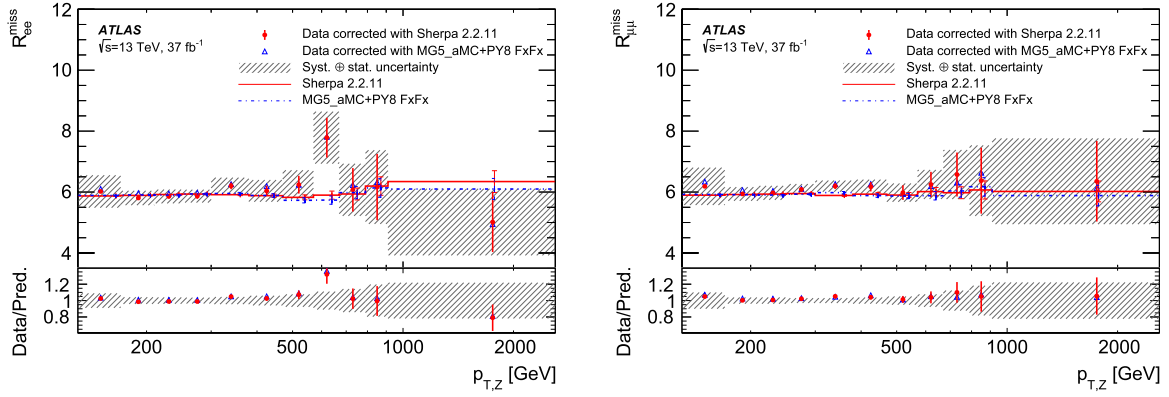 R_ee^miss
12
10
8
6
4
ATLAS
√s=13 TeV, 37 fb⁻¹
Data corrected with Sherpa 2.2.11
Data corrected with MG5_aMC+PY8 FxFx
Syst. ⊕ stat. uncertainty
Sherpa 2.2.11
MG5_aMC+PY8 FxFx
Data/Pred.
1.2
1
0.8
200 500 1000 2000
p_T,Z [GeV]
R_μμ^miss
12
10
8
6
4
ATLAS
√s=13 TeV, 37 fb⁻¹
Data corrected with Sherpa 2.2.11
Data corrected with MG5_aMC+PY8 FxFx
Syst. ⊕ stat. uncertainty
Sherpa 2.2.11
MG5_aMC+PY8 FxFx
Data/Pred.
1.2
1
0.8
200 500 1000 2000
p_T,Z [GeV]